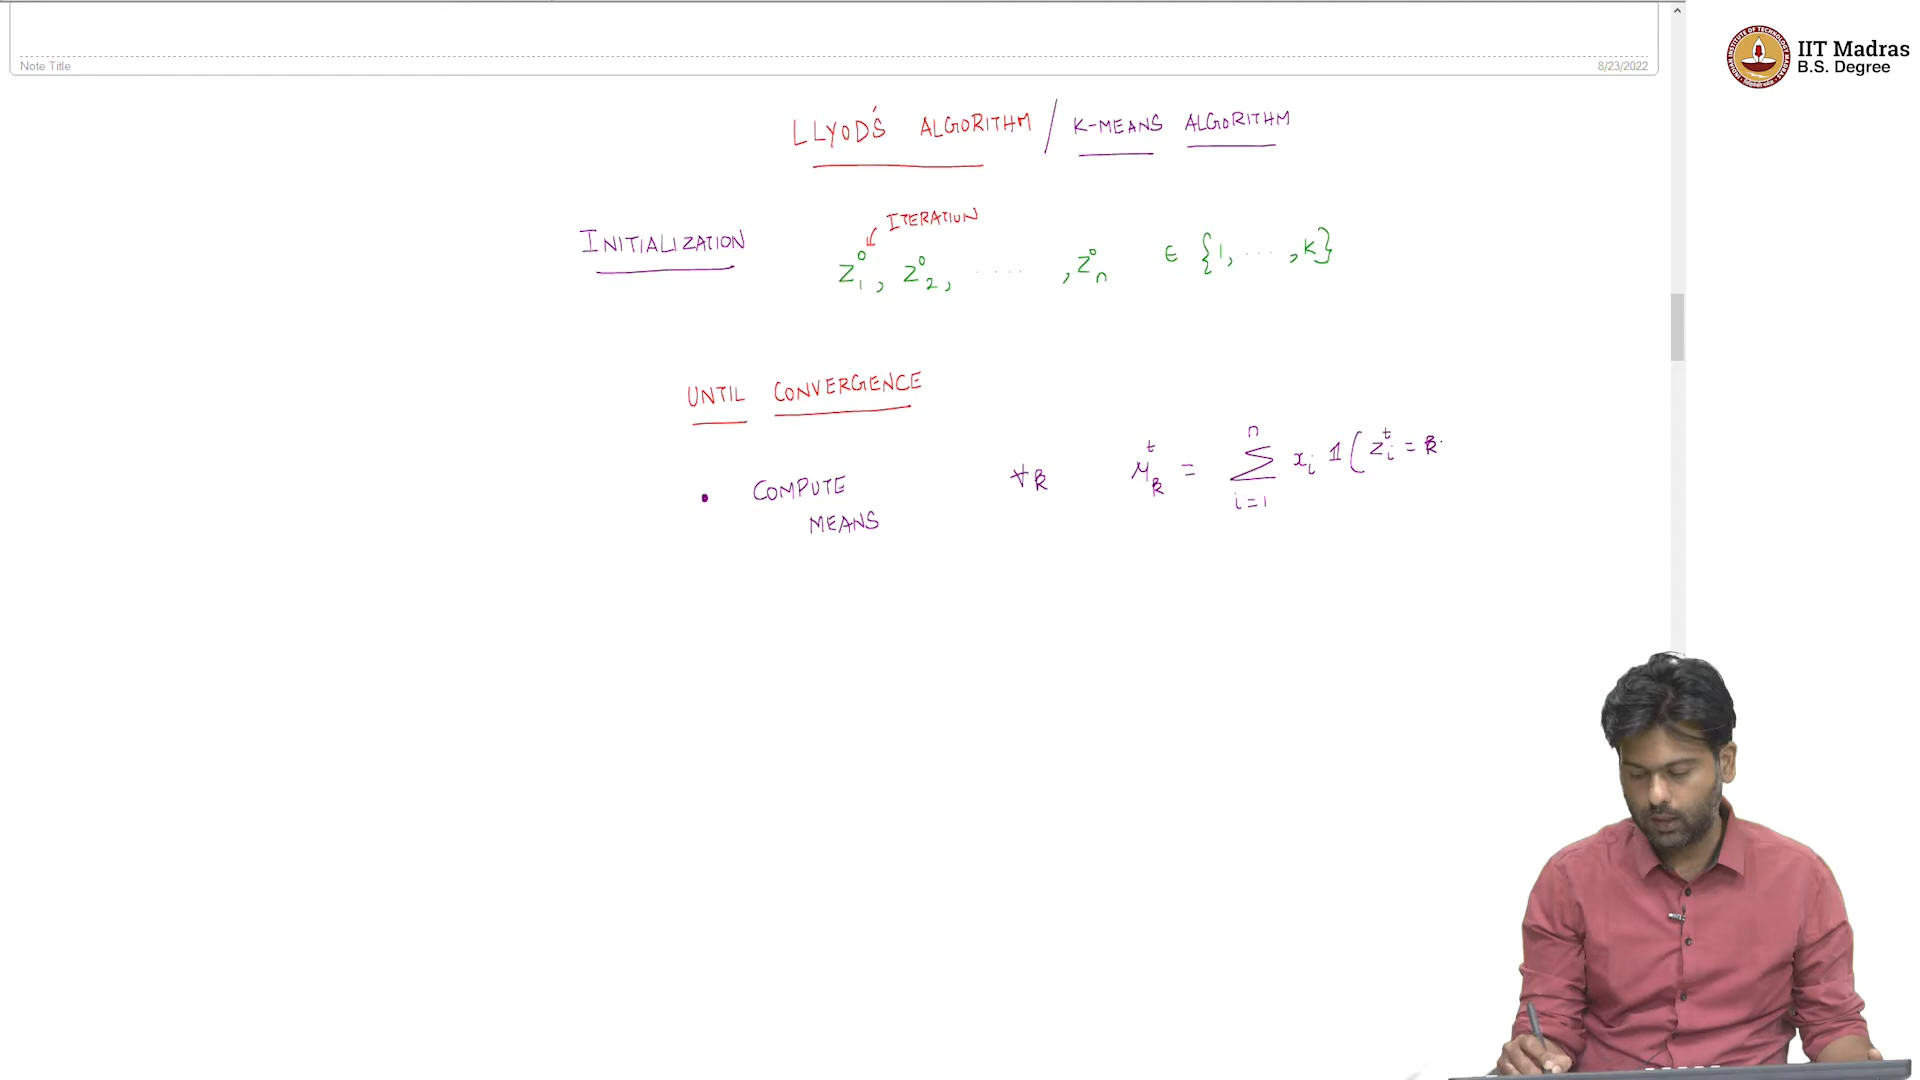 Note Title
8/23/2022
IIT Madras
B.S. Degree
LLYOD'S ALGORITHM / K-MEANS ALGORITHM
ITERATION
INITIALIZATION z₁⁰, z₂⁰, ....., zₙ⁰ ∈ {1, ...., k}
UNTIL CONVERGENCE
• COMPUTE MEANS ∀k μₖᵗ = Σᵢ₌₁ⁿ xᵢ 𝟙(zᵢᵗ = k